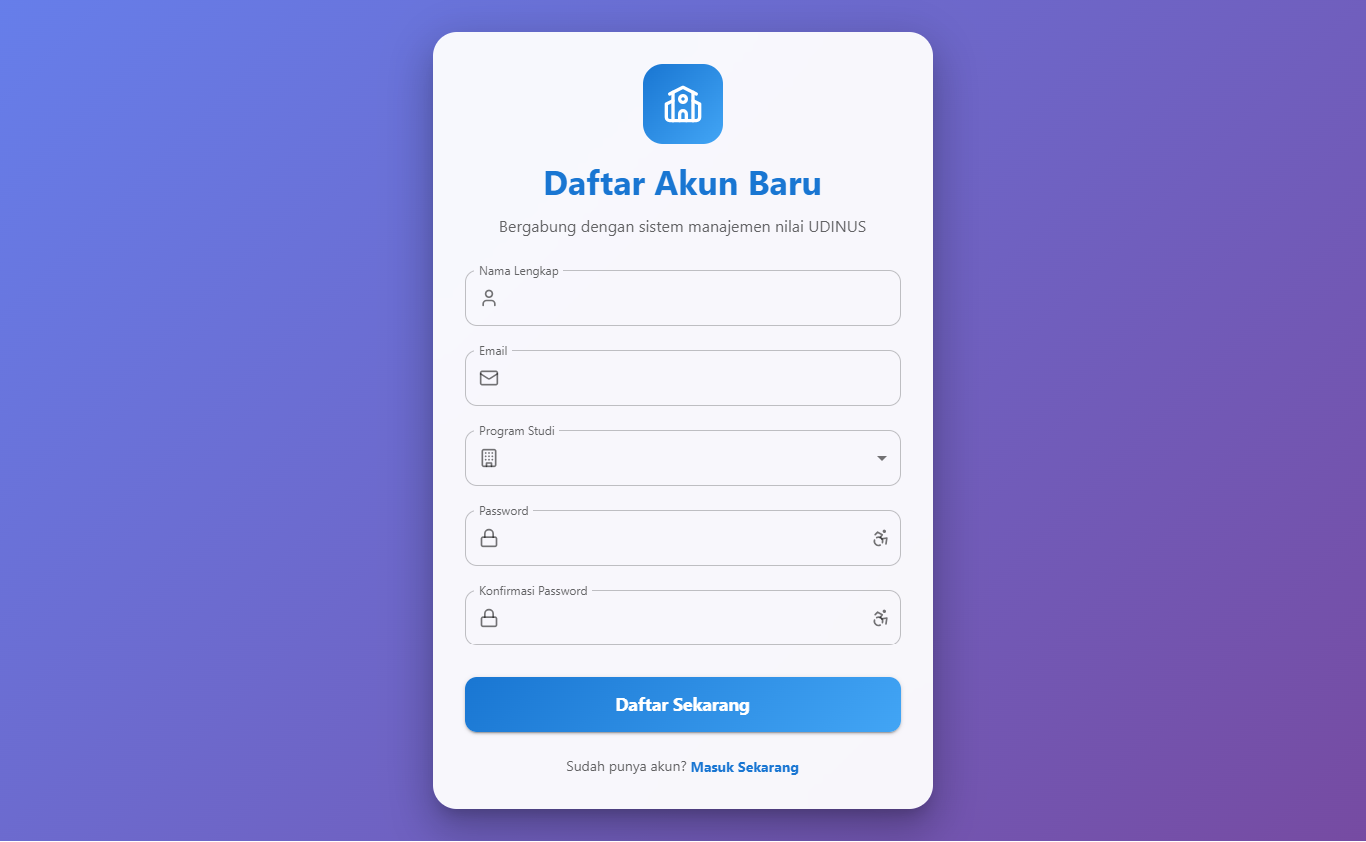 Daftar Akun Baru
Bergabung dengan sistem manajemen nilai UDINUS
Nama Lengkap
Email
Program Studi
Password
Konfirmasi Password
Daftar Sekarang
Sudah punya akun? Masuk Sekarang